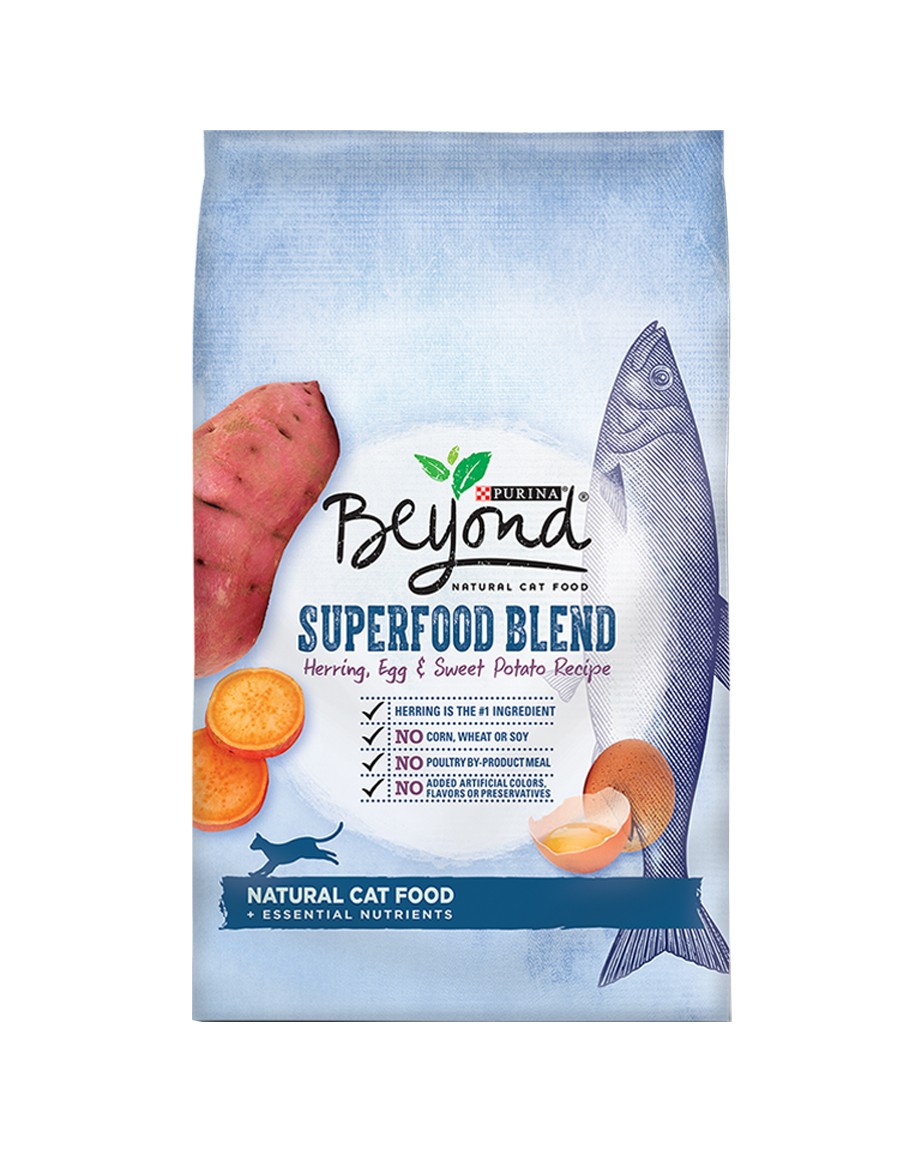 PURINA®
Beyond®
NATURAL CAT FOOD
SUPERFOOD BLEND
Herring, Egg & Sweet Potato Recipe
HERRING IS THE #1 INGREDIENT
NO CORN, WHEAT OR SOY
NO POULTRY BY-PRODUCT MEAL
NO ADDED ARTIFICIAL COLORS,
FLAVORS OR PRESERVATIVES
NATURAL CAT FOOD
+ ESSENTIAL NUTRIENTS